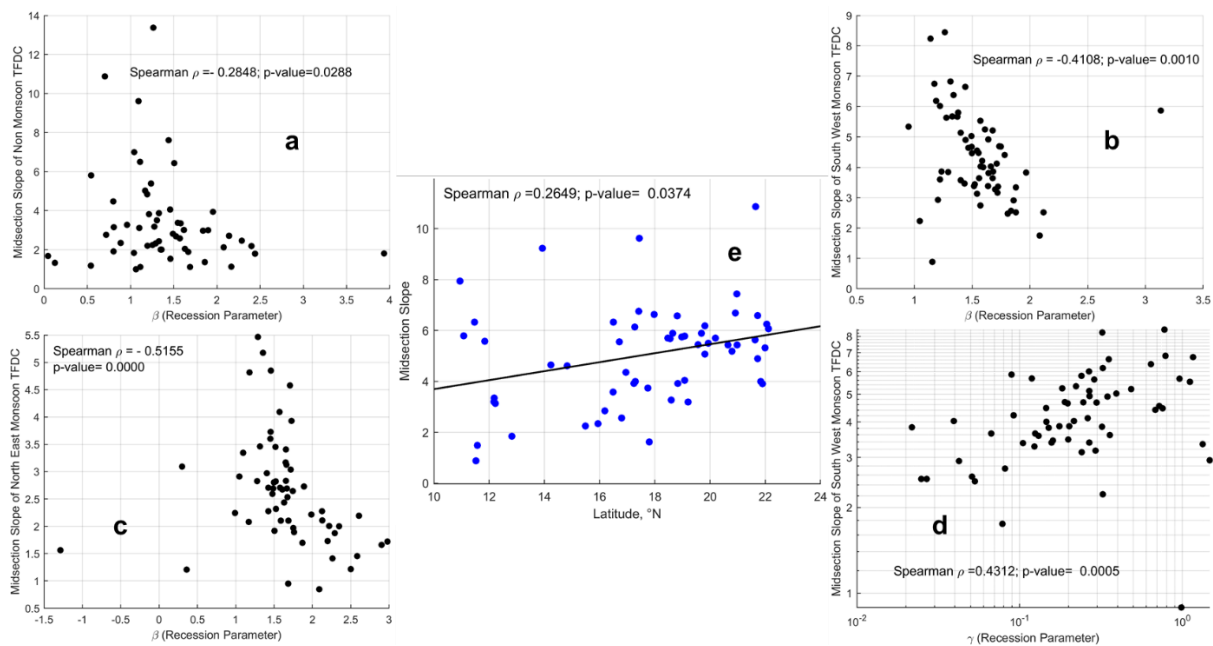 Midsection Slope of Non Monsoon TFDC
14
12
10
8
6
4
2
0
Spearman ρ =- 0.2848; p-value=0.0288
a
0 0.5 1 1.5 2 2.5 3 3.5 4
β (Recession Parameter)
Midsection Slope of North East Monsoon TFDC
5.5
5
4.5
4
3.5
3
2.5
2
1.5
1
0.5
Spearman ρ = - 0.5155
p-value= 0.0000
c
-1.5 -1 -0.5 0 0.5 1 1.5 2 2.5 3
β (Recession Parameter)
Midsection Slope
10
8
6
4
2
0
Spearman ρ =0.2649; p-value= 0.0374
e
10 12 14 16 18 20 22 24
Latitude, °N
Midsection Slope of South West Monsoon TFDC
9
8
7
6
5
4
3
2
1
0
Spearman ρ = -0.4108; p-value= 0.0010
b
0.5 1 1.5 2 2.5 3 3.5
β (Recession Parameter)
Midsection Slope of South West Monsoon TFDC
8
7
6
5
4
3
2
1
d
Spearman ρ =0.4312; p-value= 0.0005
10⁻² 10⁻¹ 10⁰
γ (Recession Parameter)